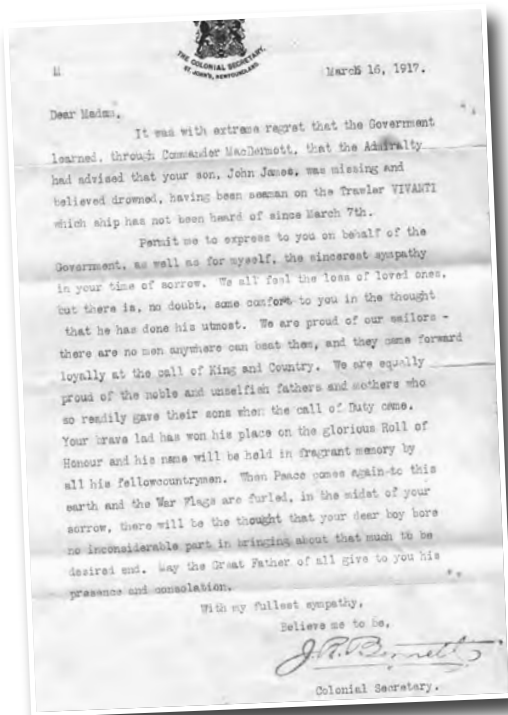 THE COLONIAL SECRETARY,
ST. JOHN'S, NEWFOUNDLAND.
March 16, 1917.
Dear Madam,
It was with extreme regret that the Government
learned, through Commander MacDermott, that the Admiralty
had advised that your son, John James, was missing and
believed drowned, having been seaman on the Trawler VIVANTI
which ship has not been heard of since March 7th.
Permit me to express to you on behalf of the
Government, as well as for myself, the sincerest sympathy
in your time of sorrow. We all feel the loss of loved ones,
but there is, no doubt, some comfort to you in the thought
that he has done his utmost. We are proud of our sailors -
there are no men anywhere can beat them, and they came forward
loyally at the call of King and Country. We are equally
proud of the noble and unselfish fathers and mothers who
so readily gave their sons when the call of Duty came.
Your brave lad has won his place on the glorious Roll of
Honour and his name will be held in fragrant memory by
all his fellowcountrymen. When Peace comes again to this
earth and the War Flags are furled, in the midst of your
sorrow, there will be the thought that your dear boy bore
no inconsiderable part in bringing about that much to be
desired end. May the Great Father of all give to you his
presence and consolation.
With my fullest sympathy,
Believe me to be,
J.R. Bennett
Colonial Secretary.